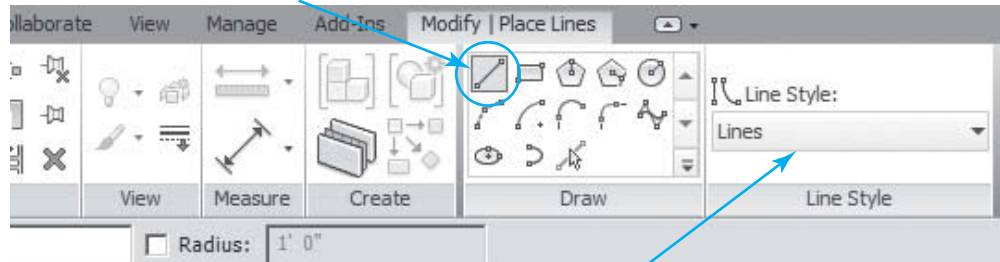 ollaborate View Manage Add-Ins Modify | Place Lines
Line Style:
Lines
View Measure Create Draw Line Style
Radius: 1' 0"